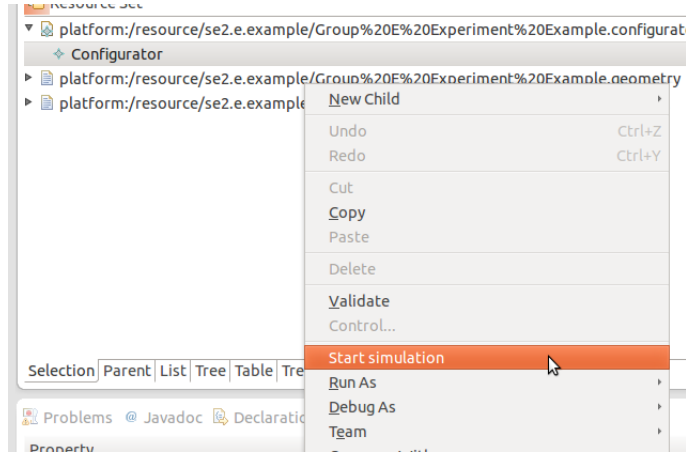 Resource Set
platform:/resource/se2.e.example/Group%20E%20Experiment%20Example.configurat
Configurator
platform:/resource/se2.e.example/Group%20E%20Experiment%20Example.geometry
platform:/resource/se2.e.example
New Child
Undo Ctrl+Z
Redo Ctrl+Y
Cut
Copy
Paste
Delete
Validate
Control...
Start simulation
Run As
Debug As
Team
Selection Parent List Tree Table Tre
Problems @ Javadoc Declaratio
Property